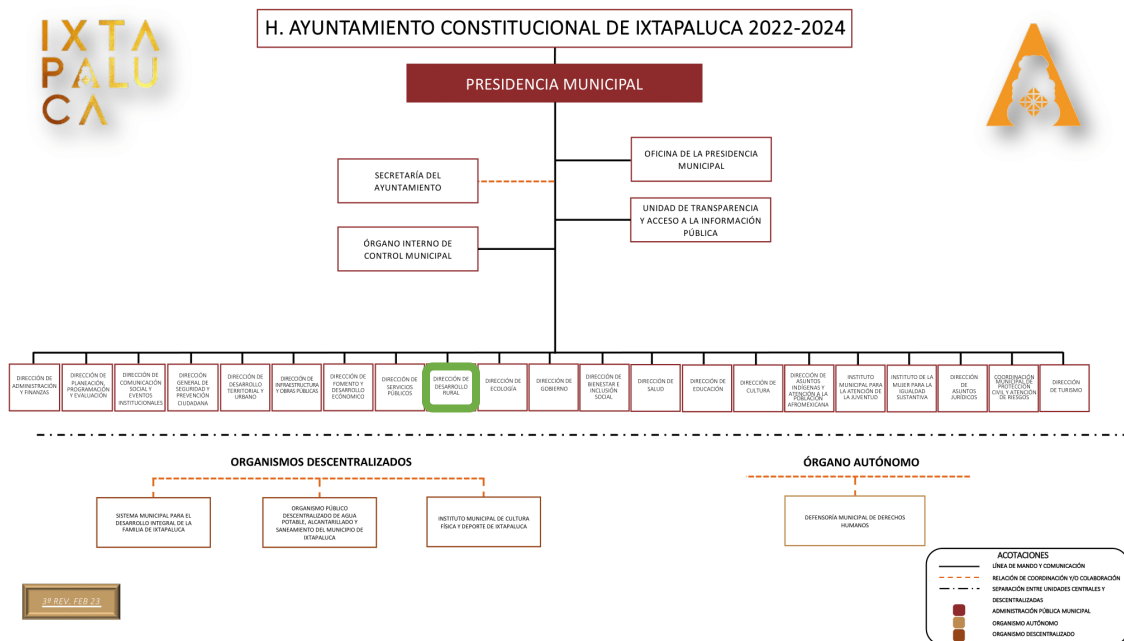 IXTA
PALU
CA
H. AYUNTAMIENTO CONSTITUCIONAL DE IXTAPALUCA 2022-2024
PRESIDENCIA MUNICIPAL
OFICINA DE LA PRESIDENCIA
MUNICIPAL
SECRETARÍA DEL
AYUNTAMIENTO
UNIDAD DE TRANSPARENCIA
Y ACCESO A LA INFORMACIÓN
PÚBLICA
ÓRGANO INTERNO DE
CONTROL MUNICIPAL
DIRECCIÓN DE
ADMINISTRACIÓN
Y FINANZAS
DIRECCIÓN DE
PLANEACIÓN,
PROGRAMACIÓN
Y EVALUACIÓN
DIRECCIÓN DE
COMUNICACIÓN
SOCIAL Y
EVENTOS
INSTITUCIONALES
DIRECCIÓN
GENERAL DE
SEGURIDAD Y
PREVENCIÓN
CIUDADANA
DIRECCIÓN DE
DESARROLLO
TERRITORIAL Y
URBANO
DIRECCIÓN DE
INFRAESTRUCTURA
Y OBRAS PÚBLICAS
DIRECCIÓN DE
FOMENTO Y
DESARROLLO
ECONÓMICO
DIRECCIÓN DE
SERVICIOS
PÚBLICOS
DIRECCIÓN DE
DESARROLLO
RURAL
DIRECCIÓN DE
ECOLOGÍA
DIRECCIÓN DE
GOBIERNO
DIRECCIÓN DE
BIENESTAR E
INCLUSIÓN
SOCIAL
DIRECCIÓN DE
SALUD
DIRECCIÓN DE
EDUCACIÓN
DIRECCIÓN DE
CULTURA
DIRECCIÓN DE
ASUNTOS
INDÍGENAS Y
ATENCIÓN A LA
POBLACIÓN
AFROMEXICANA
INSTITUTO
MUNICIPAL PARA
LA ATENCIÓN DE
LA JUVENTUD
INSTITUTO DE LA
MUJER PARA LA
IGUALDAD
SUSTANTIVA
DIRECCIÓN
DE
ASUNTOS
JURÍDICOS
COORDINACIÓN
MUNICIPAL DE
PROTECCIÓN
CIVIL Y ATENCIÓN
DE RIESGOS
DIRECCIÓN
DE TURISMO
ORGANISMOS DESCENTRALIZADOS
ÓRGANO AUTÓNOMO
SISTEMA MUNICIPAL PARA EL
DESARROLLO INTEGRAL DE LA
FAMILIA DE IXTAPALUCA
ORGANISMO PÚBLICO
DESCENTRALIZADO DE AGUA
POTABLE, ALCANTARILLADO Y
SANEAMIENTO DEL MUNICIPIO DE
IXTAPALUCA
INSTITUTO MUNICIPAL DE CULTURA
FÍSICA Y DEPORTE DE IXTAPALUCA
DEFENSORÍA MUNICIPAL DE DERECHOS
HUMANOS
ACOTACIONES
LÍNEA DE MANDO Y COMUNICACIÓN
RELACIÓN DE COORDINACIÓN Y/O COLABORACIÓN
SEPARACIÓN ENTRE UNIDADES CENTRALES Y
DESCENTRALIZADAS
ADMINISTRACIÓN PÚBLICA MUNICIPAL
ORGANISMO AUTÓNOMO
ORGANISMO DESCENTRALIZADO
3ª REV. FEB 23